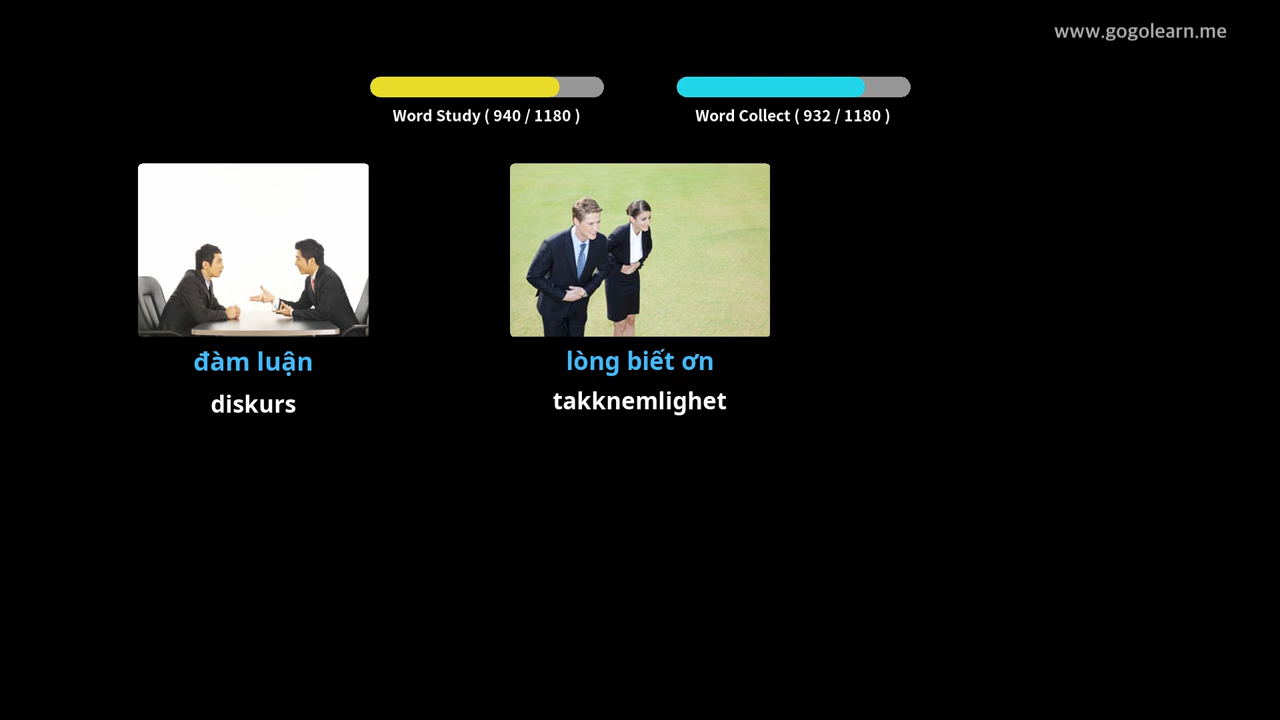 www.gogolearn.me
Word Study ( 940 / 1180 )
Word Collect ( 932 / 1180 )
đàm luận
lòng biết ơn
diskurs
takknemlighet